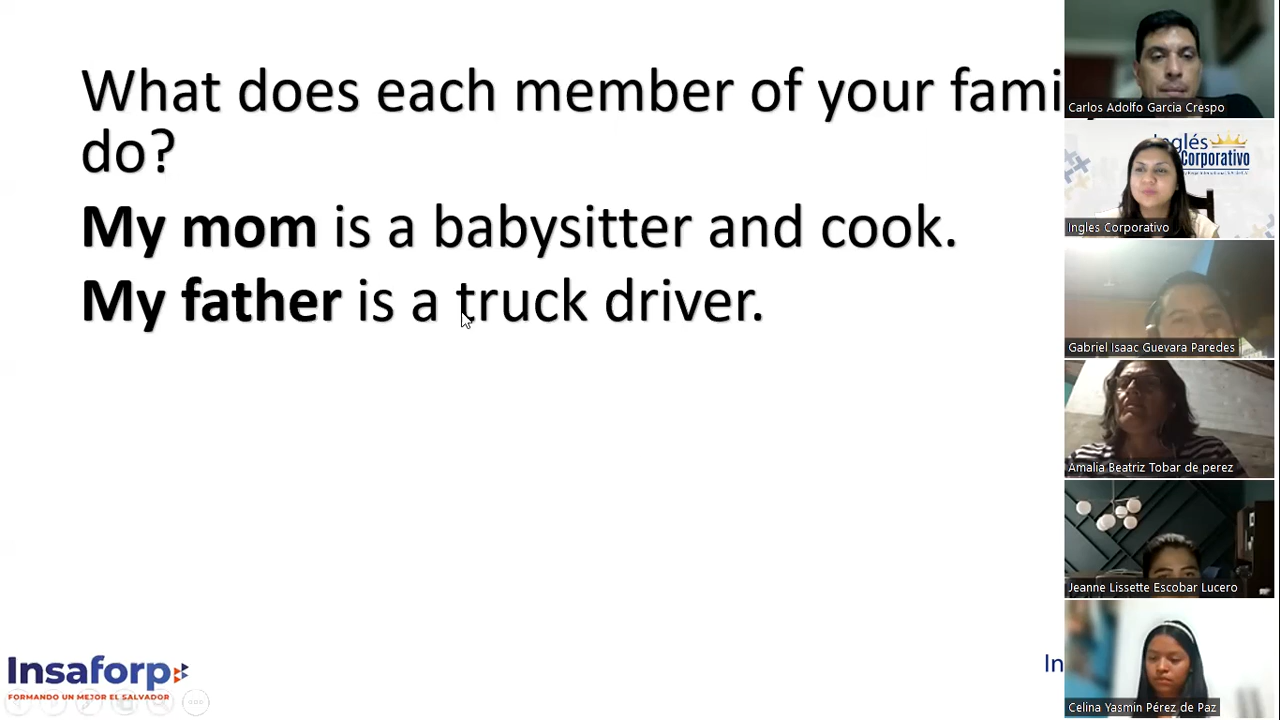 What does each member of your fami
do?
My mom is a babysitter and cook.
My father is a truck driver.
Insaforp
FORMANDO UN MEJOR EL SALVADOR
In
Carlos Adolfo Garcia Crespo
Inglés
Corporativo
Ingles Corporativo
Gabriel Isaac Guevara Paredes
Amalia Beatriz Tobar de perez
Jeanne Lissette Escobar Lucero
Celina Yasmin Pérez de Paz